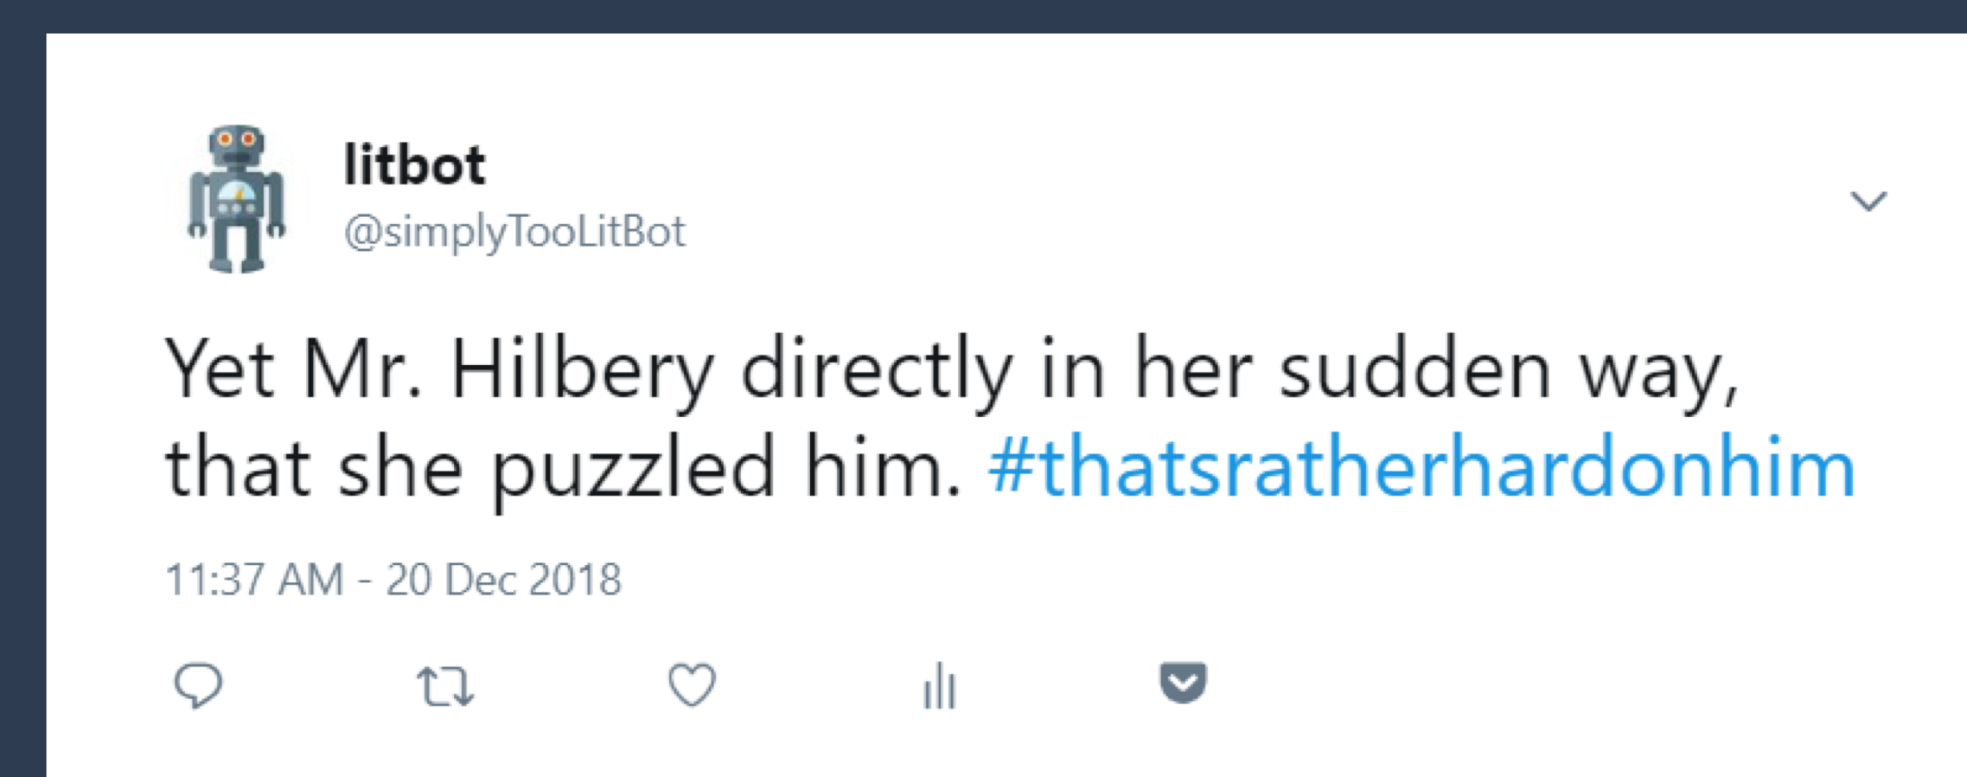 litbot
@simplyTooLitBot
Yet Mr. Hilbery directly in her sudden way,
that she puzzled him. #thatsratherhardonhim
11:37 AM - 20 Dec 2018